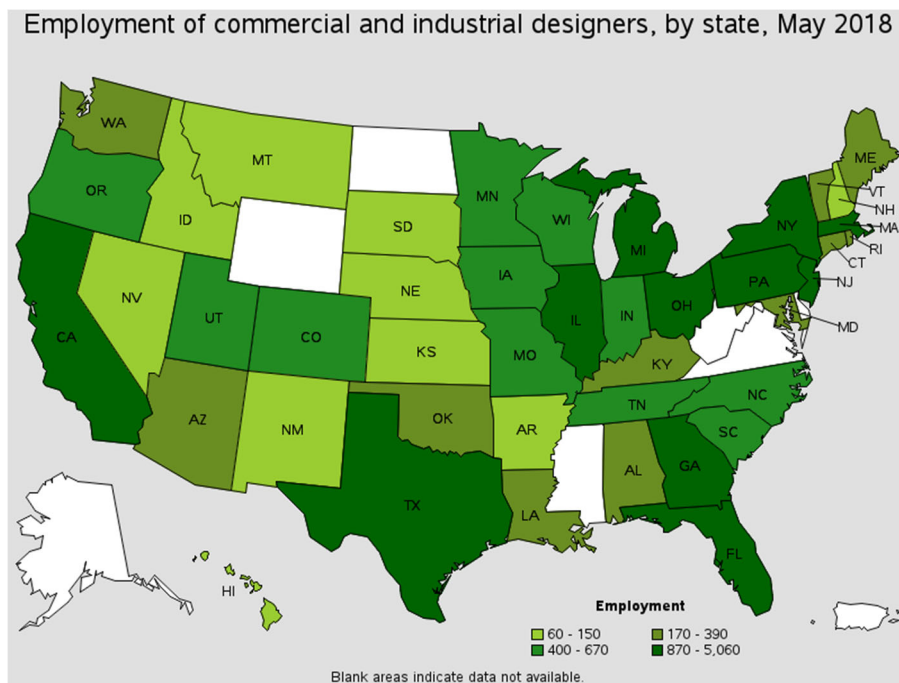 Employment of commercial and industrial designers, by state, May 2018
WA
MT
ME
OR
MN
VT
ID
SD
WI
NH
NY
MA
MI
RI
CT
NV
NE
IA
PA
NJ
UT
CO
IL
IN
OH
MD
CA
KS
MO
KY
AZ
NM
OK
AR
TN
NC
SC
TX
LA
AL
GA
FL
HI
Employment
60 - 150 170 - 390
400 - 670 870 - 5,060
Blank areas indicate data not available.